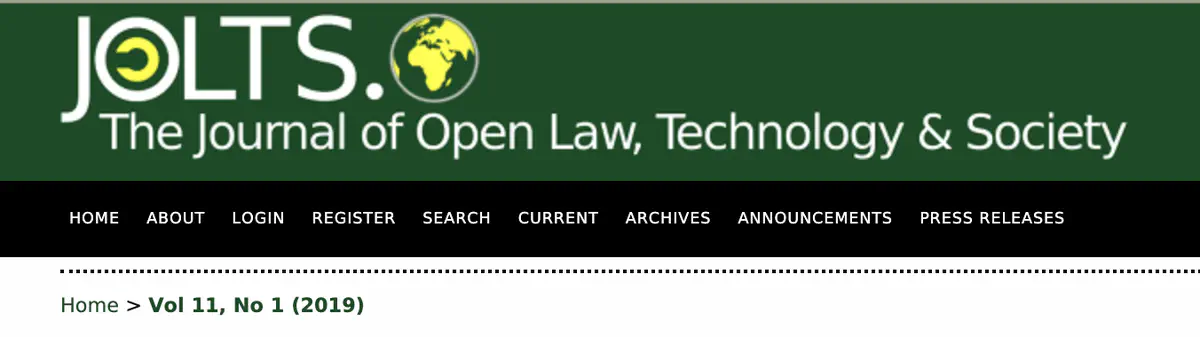 JOLTS.
The Journal of Open Law, Technology & Society
HOME ABOUT LOGIN REGISTER SEARCH CURRENT ARCHIVES ANNOUNCEMENTS PRESS RELEASES
Home > Vol 11, No 1 (2019)